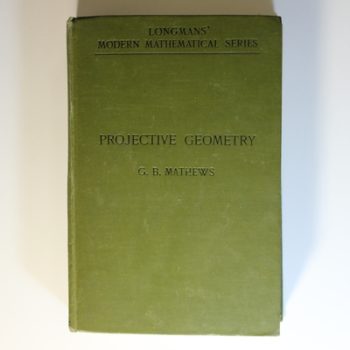 LONGMANS'
MODERN MATHEMATICAL SERIES
PROJECTIVE GEOMETRY
G. B. MATHEWS